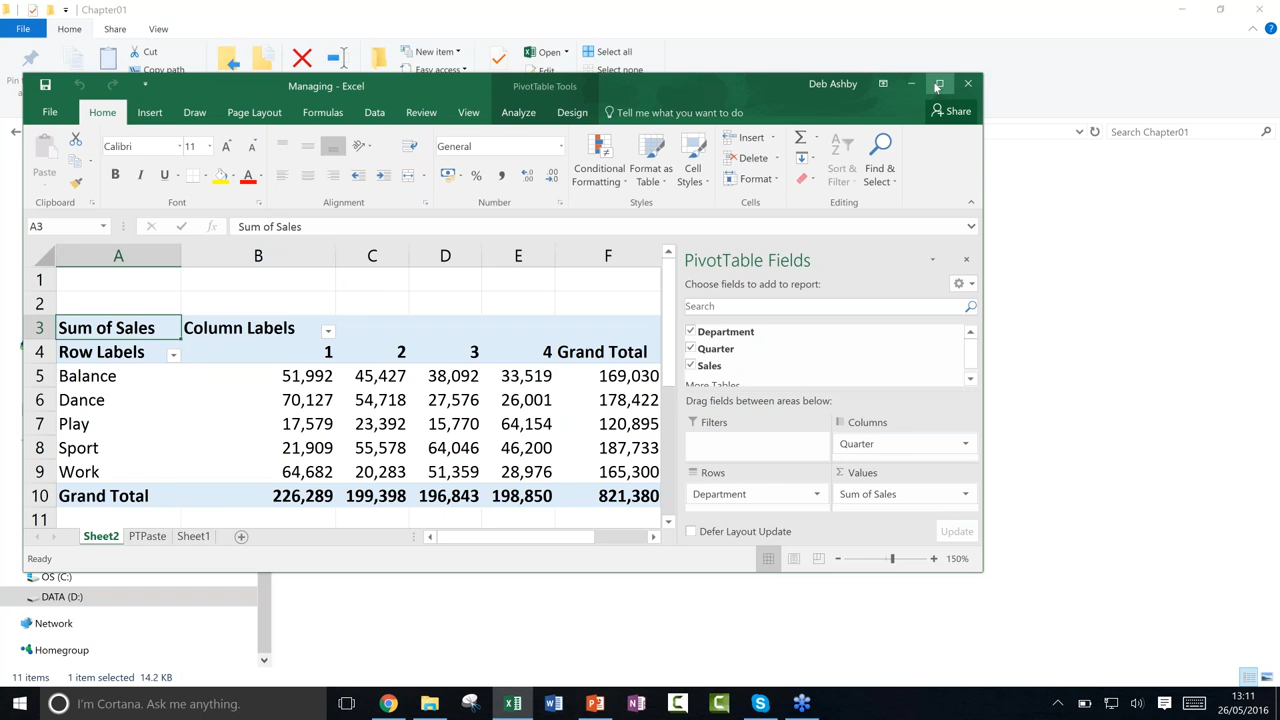 Chapter01
File Home Share View
Cut
Copy path
New item
Easy access
Open
Edit
Select all
Select none
Search Chapter01
Managing - Excel
PivotTable Tools
Deb Ashby
File Home Insert Draw Page Layout Formulas Data Review View Analyze Design Tell me what you want to do Share
Paste
Calibri 11
B I U
General
Conditional Formatting
Format as Table
Cell Styles
Insert
Delete
Format
Sort & Filter
Find & Select
Clipboard Font Alignment Number Styles Cells Editing
A3 fx Sum of Sales
A B C D E F
1
2
3 Sum of Sales Column Labels
4 Row Labels 1 2 3 4 Grand Total
5 Balance 51,992 45,427 38,092 33,519 169,030
6 Dance 70,127 54,718 27,576 26,001 178,422
7 Play 17,579 23,392 15,770 64,154 120,895
8 Sport 21,909 55,578 64,046 46,200 187,733
9 Work 64,682 20,283 51,359 28,976 165,300
10 Grand Total 226,289 199,398 196,843 198,850 821,380
11
Sheet2 PTPaste Sheet1
Ready
150%
PivotTable Fields
Choose fields to add to report:
Search
Department
Quarter
Sales
More Tables
Drag fields between areas below:
Filters
Columns
Quarter
Rows
Values
Department
Sum of Sales
Defer Layout Update
Update
OS (C:)
DATA (D:)
Network
Homegroup
11 items 1 item selected 14.2 KB
I'm Cortana. Ask me anything.
13:11
26/05/2016